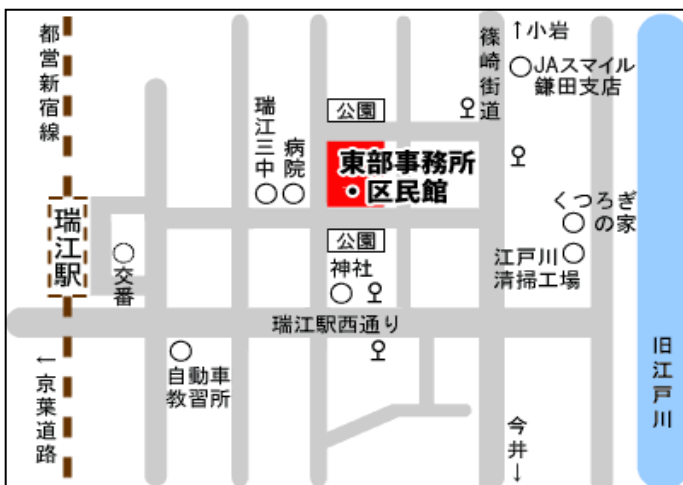 都営新宿線
瑞江駅
←京葉道路
交番
瑞江三中
病院
公園
東部事務所
・区民館
公園
神社
瑞江駅西通り
自動車
教習所
篠崎街道
↑小岩
JAスマイル
鎌田支店
くつろぎ
の家
江戸川
清掃工場
今井→
旧江戸川